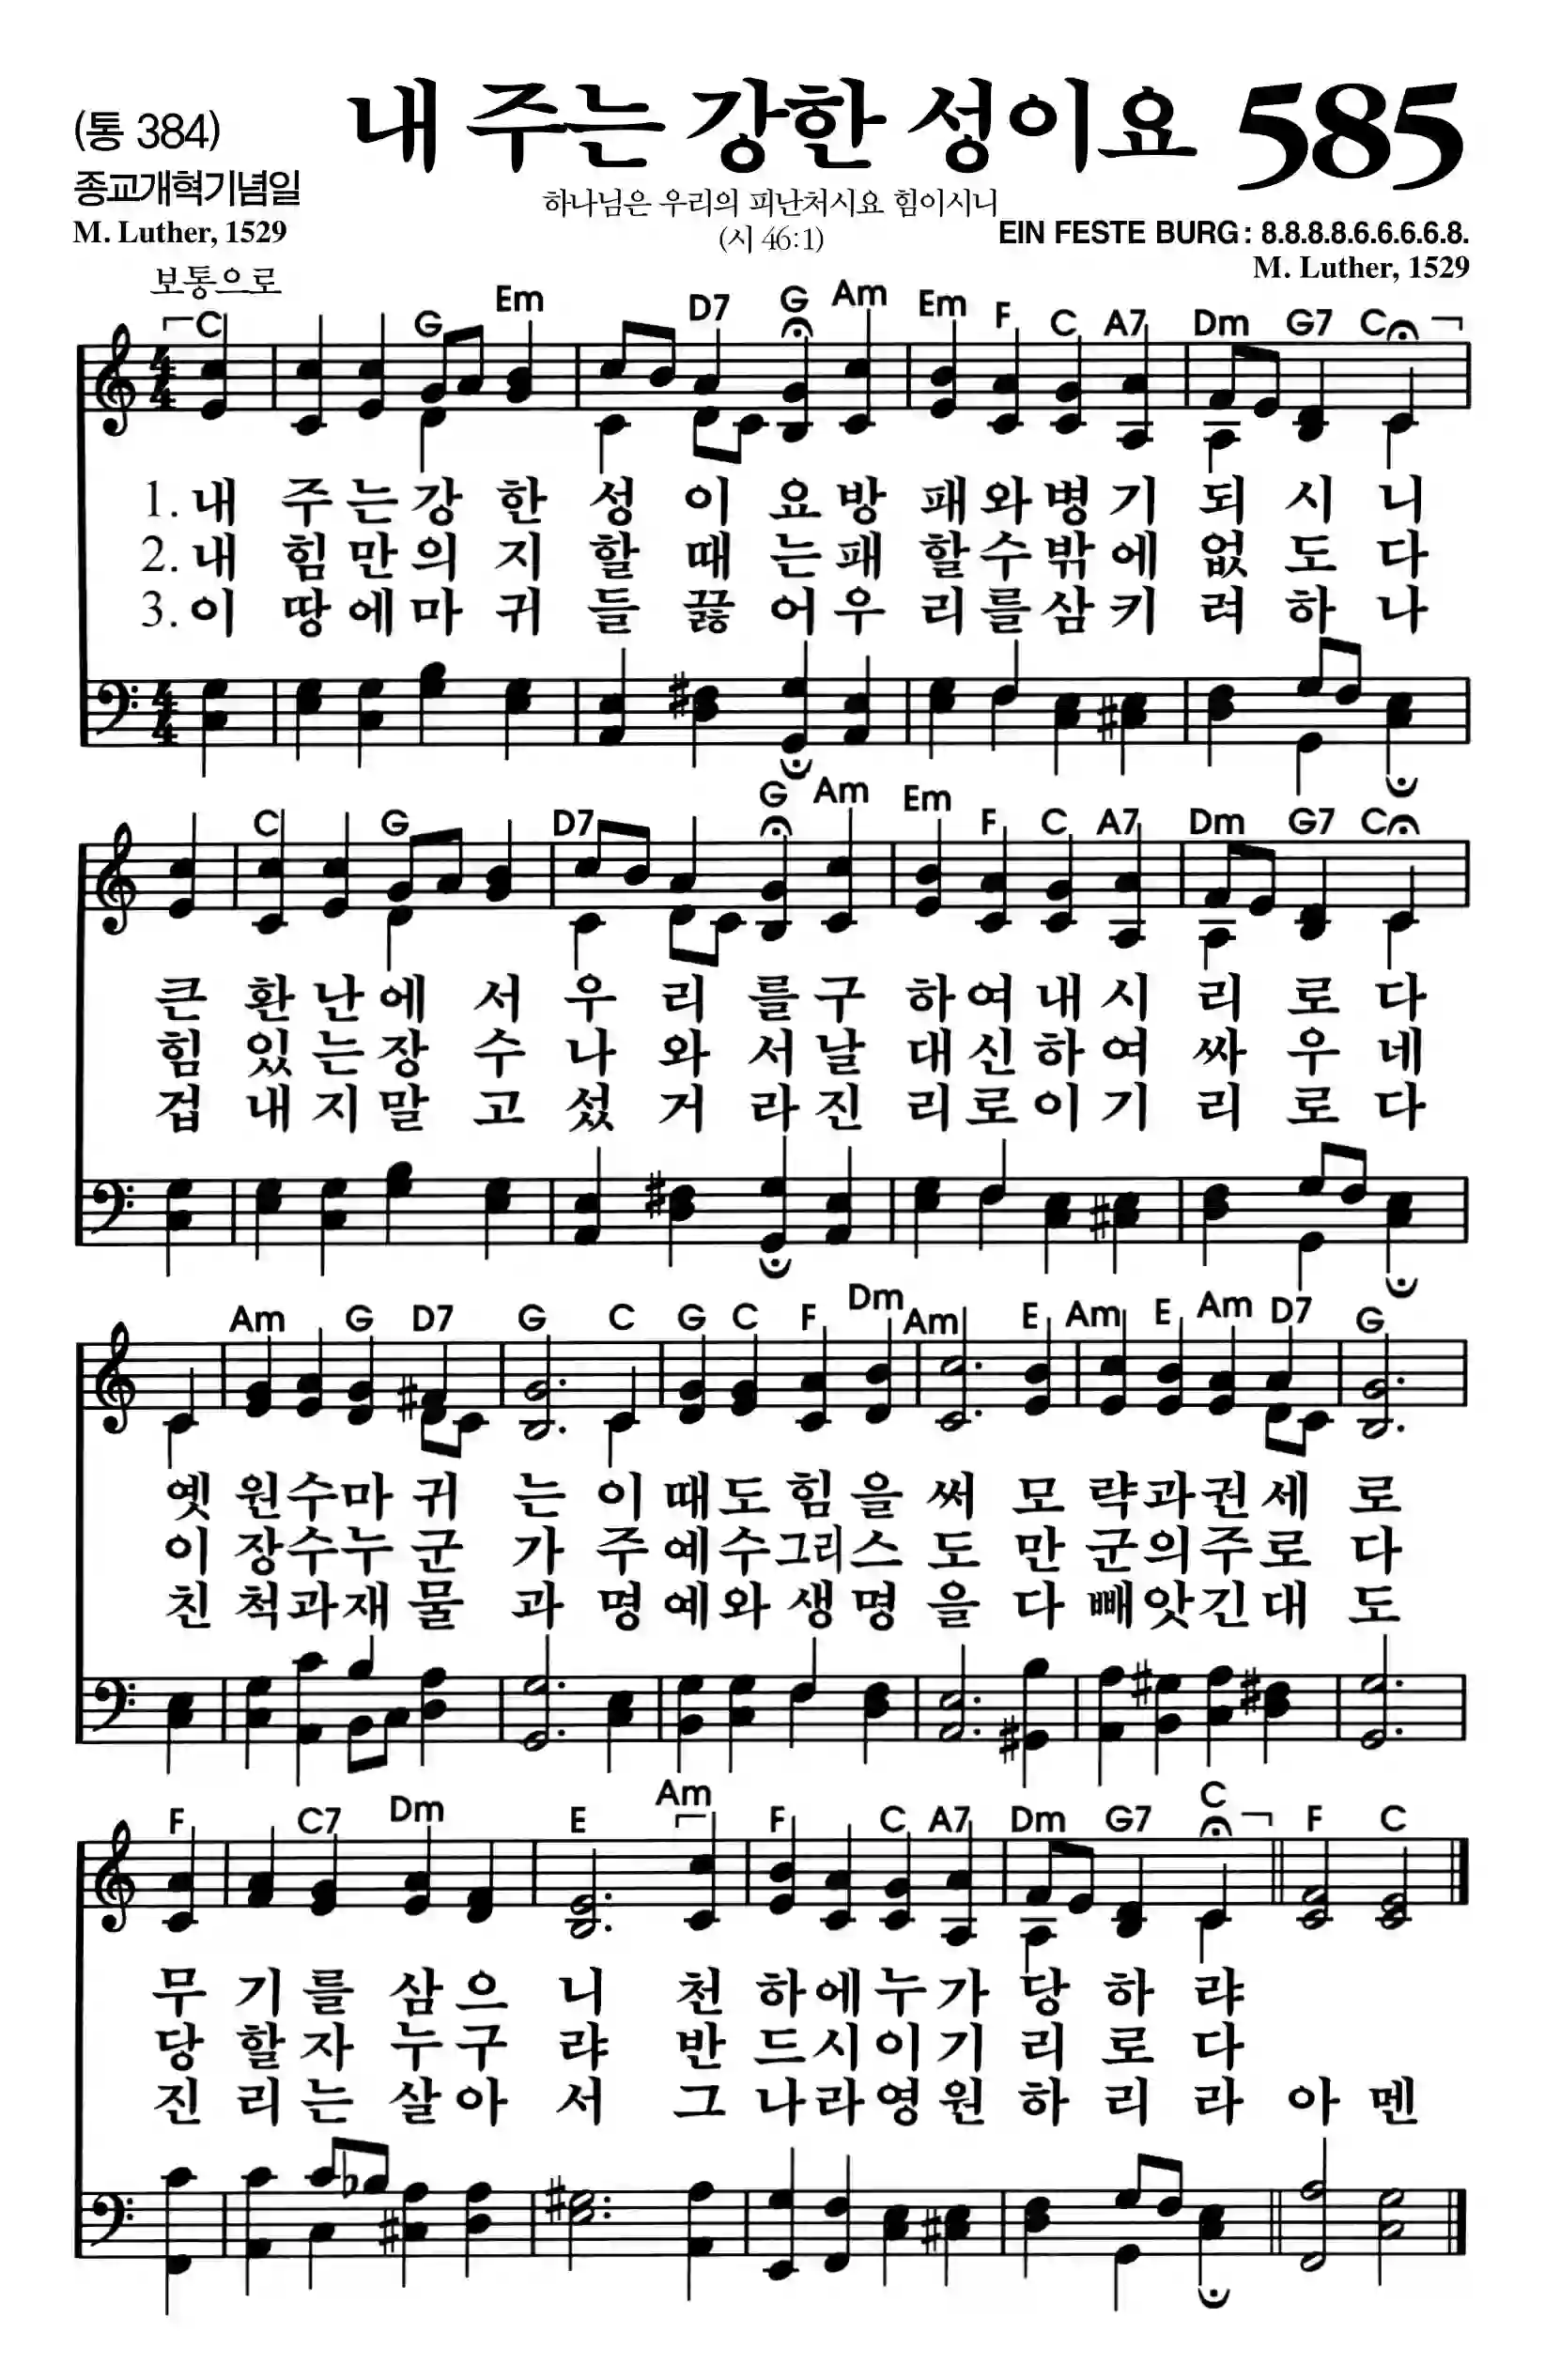 (통 384) 내 주는 강한 성이요 585
종교개혁기념일 하나님은 우리의 피난처시요 힘이시니
M. Luther, 1529 (시 46:1) EIN FESTE BURG: 8.8.8.8.6.6.6.6.8.
M. Luther, 1529
보통으로
C G Em D7 G Am Em F C A7 Dm G7 C
4 4
1. 내 주는강 한 성 이 요방 패와병기 되 시 니
2. 내 힘만의 지 할 때 는패 할수밖에 없 도 다
3. 이 땅에마 귀 들 끓 어우 리를삼키 려 하 나
4 4
C G D7 G Am Em F C A7 Dm G7 C
큰 환난에 서 우 리 를구 하여내시 리 로 다
힘 있는장 수 나 와 서날 대신하여 싸 우 네
겁 내지말 고 섰 거 라진 리로이기 리 로 다
Am G D7 G C G C F Dm Am E Am E Am D7 G
옛 원수마 귀 는 이 때도힘을 써 모 략과권세 로
이 장수누 군 가 주 예수그리스 도 만 군의주로 다
친 척과재 물 과 명 예와생명 을 다 빼앗긴대 도
F C7 Dm E Am F C A7 Dm G7 C F C
무 기를 삼으 니 천 하에누가 당 하 랴
당 할자 누구 랴 반 드시이기 리 로 다
진 리는 살아 서 그 나라영원 하 리 라 아 멘